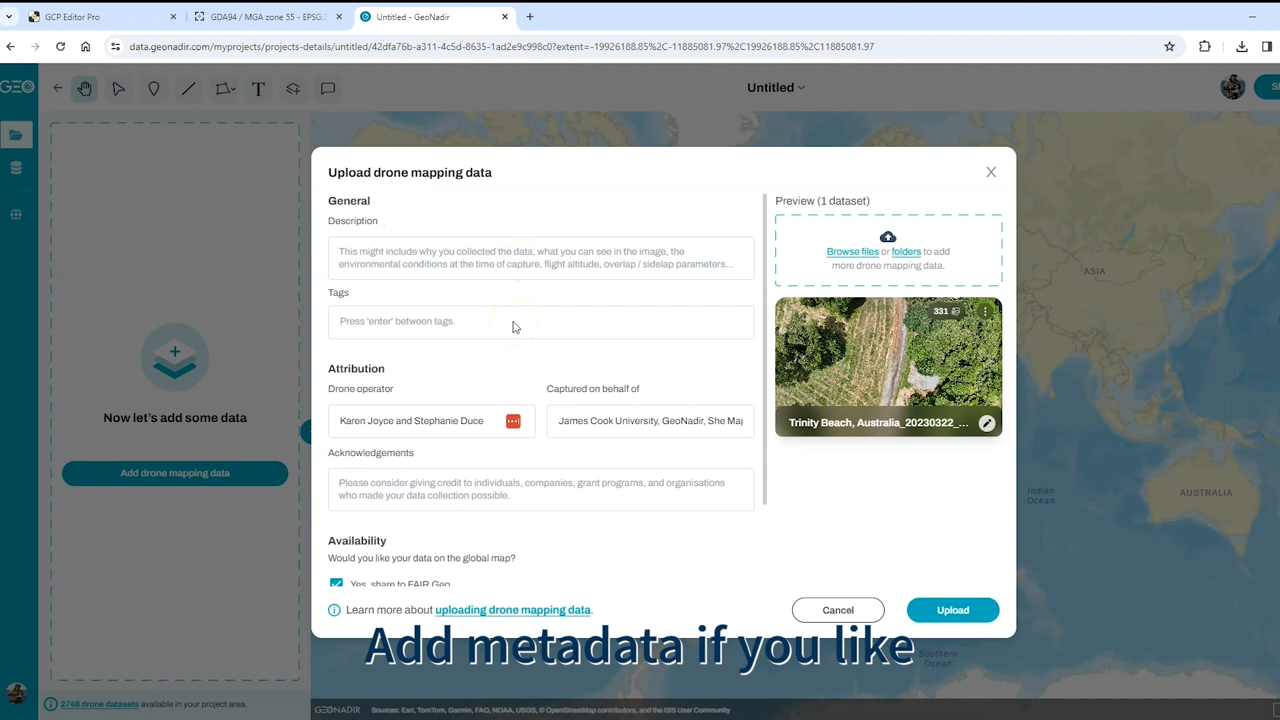 GCP Editor Pro
GDA94 / MGA zone 55 - EPSG:
Untitled - GeoNadir
data.geonadir.com/myprojects/projects-details/untitled/42dfa76b-a311-4c5d-8635-1ad2e9c998c0?extent=-19926188.85%2C-11885081.97%2C19926188.85%2C11885081.97
GEO
T
Untitled
Upload drone mapping data
General
Description
This might include why you collected the data, what you can see in the image, the
environmental conditions at the time of capture, flight altitude, overlap / sidelap parameters...
Tags
Press 'enter' between tags.
Attribution
Drone operator
Captured on behalf of
Karen Joyce and Stephanie Duce
James Cook University, GeoNadir, She Ma
Acknowledgements
Please consider giving credit to individuals, companies, grant programs, and organisations
who made your data collection possible.
Availability
Would you like your data on the global map?
Yes, share to FAIR Geo
Learn more about uploading drone mapping data.
Cancel
Upload
Preview (1 dataset)
Browse files or folders to add
more drone mapping data.
331
Trinity Beach, Australia_20230322_...
Now let's add some data
Add drone mapping data
2748 drone datasets available in your project area.
ASIA
Indian
Ocean
AUSTRALIA
Southern
Ocean
Add metadata if you like
GEONADIR
Sources: Esri, TomTom, Garmin, FAO, NOAA, USGS, © OpenStreetMap contributors, and the GIS User Community